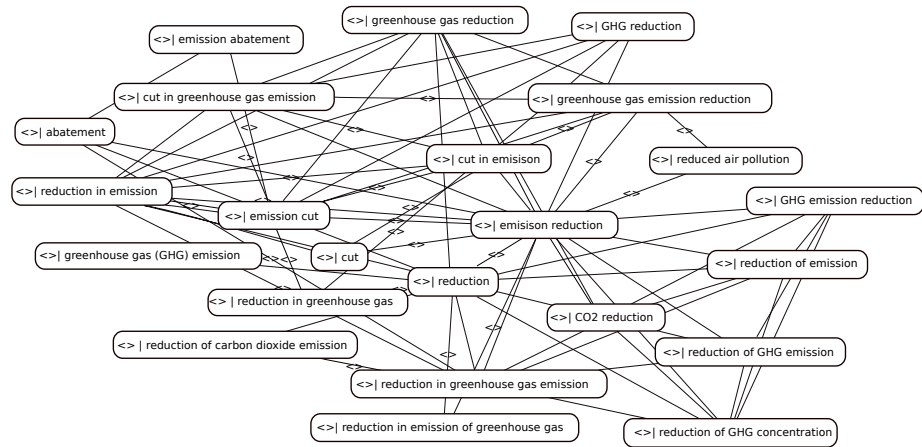 <>| greenhouse gas reduction
<>| GHG reduction
<>| emission abatement
<>| cut in greenhouse gas emission
<>
<>| greenhouse gas emission reduction
<>| abatement
<>
<>
<>
<>
<>| cut in emisison
<>
<>| reduced air pollution
<>| reduction in emission
<>
<>
<>| GHG emission reduction
<>
<>| emission cut
<>
<>| emisison reduction
<>
<>
<>| greenhouse gas (GHG) emission
<>
<>
<>| cut
<>
<>| reduction of emission
<>| reduction
<>
<>
<>| reduction in greenhouse gas
<>| CO2 reduction
<>
<>| reduction of carbon dioxide emission
<>
<>| reduction of GHG emission
<>
<>| reduction in greenhouse gas emission
<>| reduction in emission of greenhouse gas
<>| reduction of GHG concentration